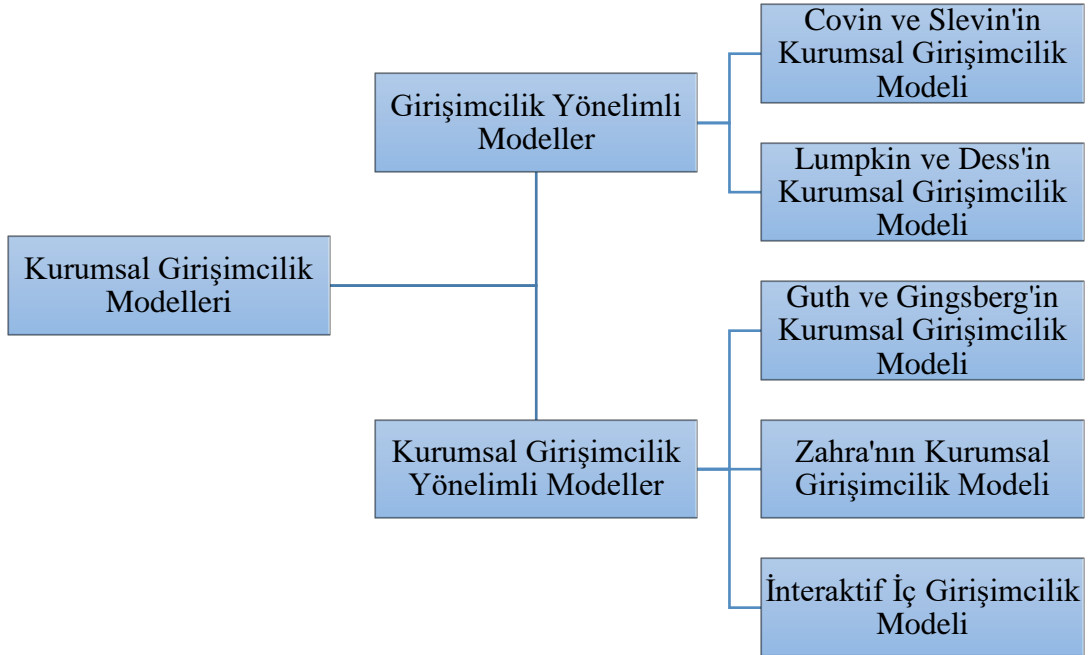 Kurumsal Girişimcilik
Modelleri
Girişimcilik Yönelimli
Modeller
Covin ve Slevin'in
Kurumsal Girişimcilik
Modeli
Lumpkin ve Dess'in
Kurumsal Girişimcilik
Modeli
Kurumsal Girişimcilik
Yönelimli Modeller
Guth ve Gingsberg'in
Kurumsal Girişimcilik
Modeli
Zahra'nın Kurumsal
Girişimcilik Modeli
İnteraktif İç Girişimcilik
Modeli